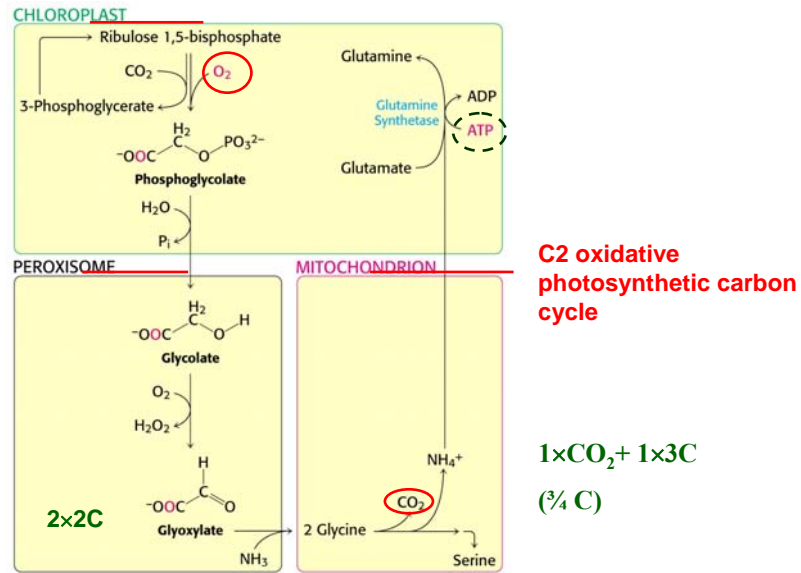 CHLOROPLAST
Ribulose 1,5-bisphosphate
CO₂
O₂
3-Phosphoglycerate
H₂
C
⁻OOC
O
PO₃²⁻
Phosphoglycolate
H₂O
Pᵢ
Glutamine
Glutamine
Synthetase
ADP
ATP
Glutamate
PEROXISOME
H₂
C
⁻OOC
O
H
Glycolate
O₂
H₂O₂
H
C
⁻OOC
O
2×2C
Glyoxylate
NH₃
MITOCHONDRION
NH₄⁺
CO₂
2 Glycine
Serine
C2 oxidative
photosynthetic carbon
cycle
1×CO₂+ 1×3C
(¾ C)